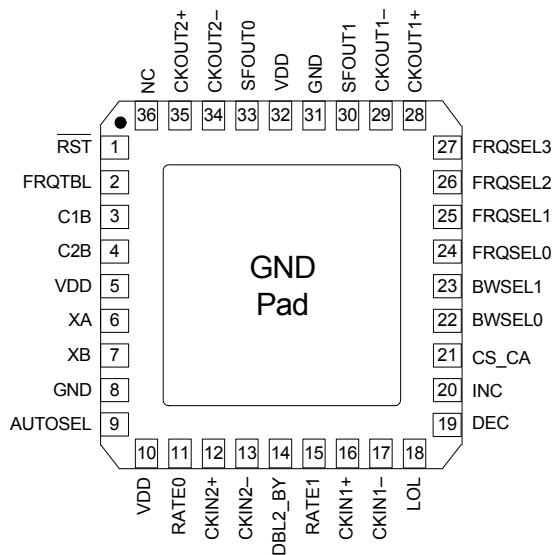 NC
CKOUT2+
CKOUT2–
SFOUT0
VDD
GND
SFOUT1
CKOUT1–
CKOUT1+
36
35
34
33
32
31
30
29
28
RST 1
FRQTBL 2
C1B 3
C2B 4
VDD 5
XA 6
XB 7
GND 8
AUTOSEL 9
GND
Pad
27 FRQSEL3
26 FRQSEL2
25 FRQSEL1
24 FRQSEL0
23 BWSEL1
22 BWSEL0
21 CS_CA
20 INC
19 DEC
10
11
12
13
14
15
16
17
18
VDD
RATE0
CKIN2+
CKIN2–
DBL2_BY
RATE1
CKIN1+
CKIN1–
LOL